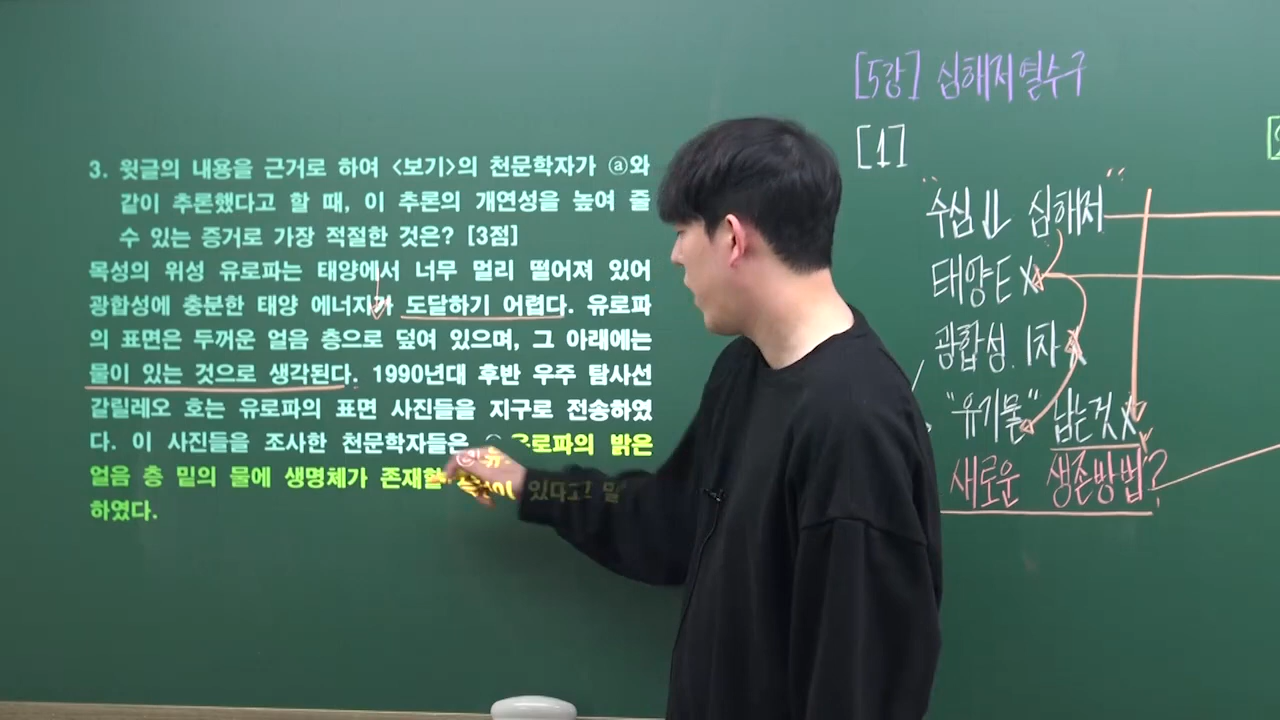 3. 윗글의 내용을 근거로 하여 <보기>의 천문학자가 ⓐ와
같이 추론했다고 할 때, 이 추론의 개연성을 높여 줄
수 있는 증거로 가장 적절한 것은? [3점]
목성의 위성 유로파는 태양에서 너무 멀리 떨어져 있어
광합성에 충분한 태양 에너지가 도달하기 어렵다. 유로파
의 표면은 두꺼운 얼음 층으로 덮여 있으며, 그 아래에는
물이 있는 것으로 생각된다. 1990년대 후반 우주 탐사선
갈릴레오 호는 유로파의 표면 사진들을 지구로 전송하였
다. 이 사진들을 조사한 천문학자들은 ⓐ유로파의 밝은
얼음 층 밑의 물에 생명체가 존재할 있다고 말
하였다.
[5강] 심해저열수구
[1]
"수심 ⇓ 심해저"
태양E X
광합성. 1차 X
"유기물" 남는것 X
새로운 생존방법?